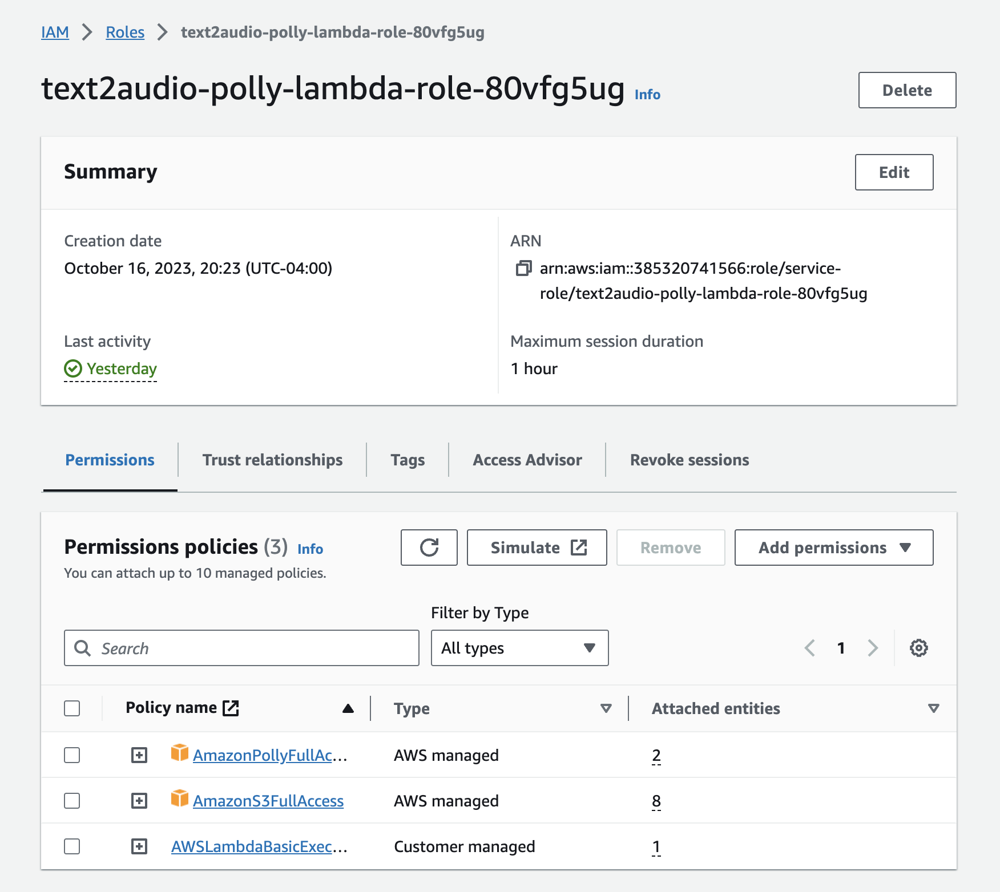 IAM > Roles > text2audio-polly-lambda-role-80vfg5ug
text2audio-polly-lambda-role-80vfg5ug Info
Delete
Summary
Edit
Creation date
October 16, 2023, 20:23 (UTC-04:00)
ARN
arn:aws:iam::385320741566:role/service-
role/text2audio-polly-lambda-role-80vfg5ug
Last activity
Yesterday
Maximum session duration
1 hour
Permissions Trust relationships Tags Access Advisor Revoke sessions
Permissions policies (3) Info
You can attach up to 10 managed policies.
Simulate Remove Add permissions
Filter by Type
Search All types 1
Policy name Type Attached entities
AmazonPollyFullAc... AWS managed 2
AmazonS3FullAccess AWS managed 8
AWSLambdaBasicExec... Customer managed 1